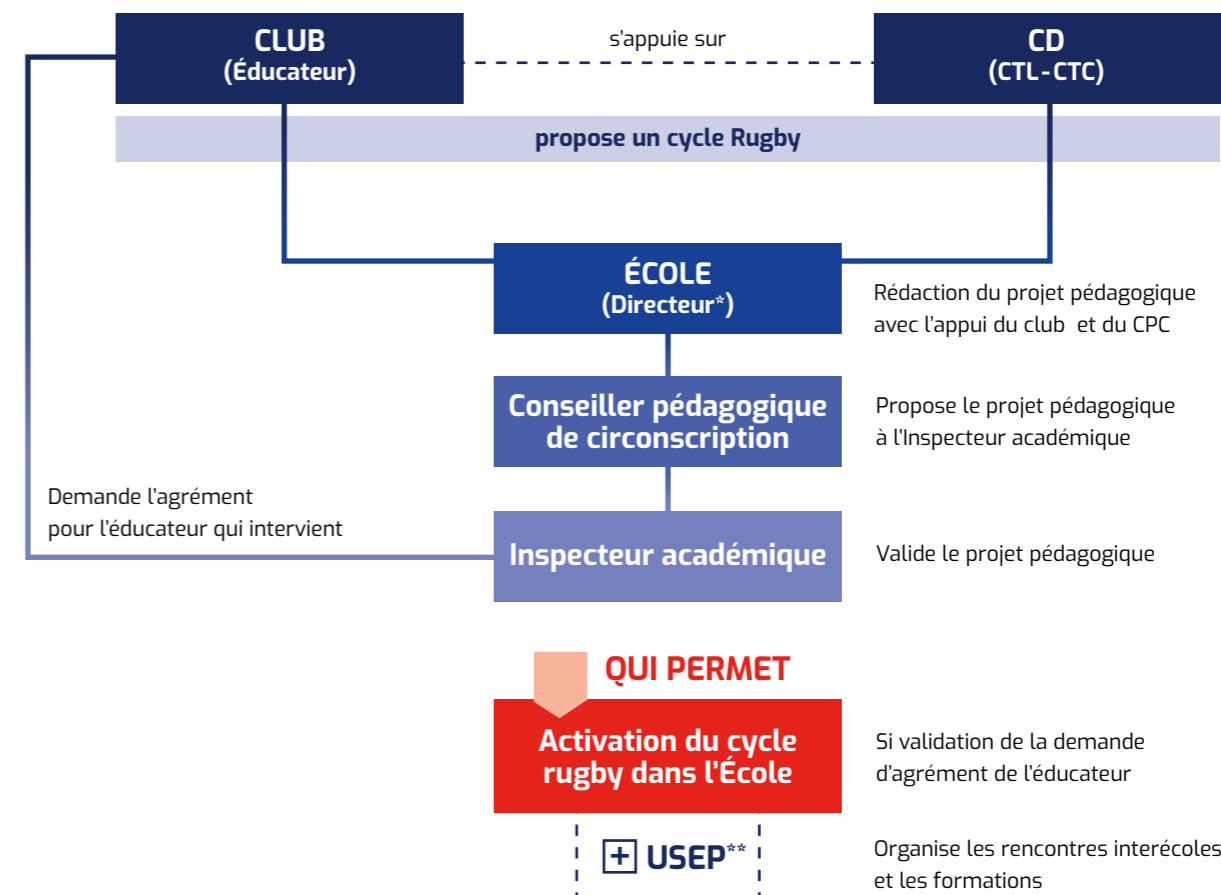 CLUB
(Éducateur)
s'appuie sur
CD
(CTL-CTC)
propose un cycle Rugby
ÉCOLE
(Directeur*)
Rédaction du projet pédagogique
avec l'appui du club et du CPC
Conseiller pédagogique
de circonscription
Propose le projet pédagogique
à l'Inspecteur académique
Demande l'agrément
pour l'éducateur qui intervient
Inspecteur académique
Valide le projet pédagogique
QUI PERMET
Activation du cycle
rugby dans l'École
Si validation de la demande
d'agrément de l'éducateur
+ USEP**
Organise les rencontres interécoles
et les formations